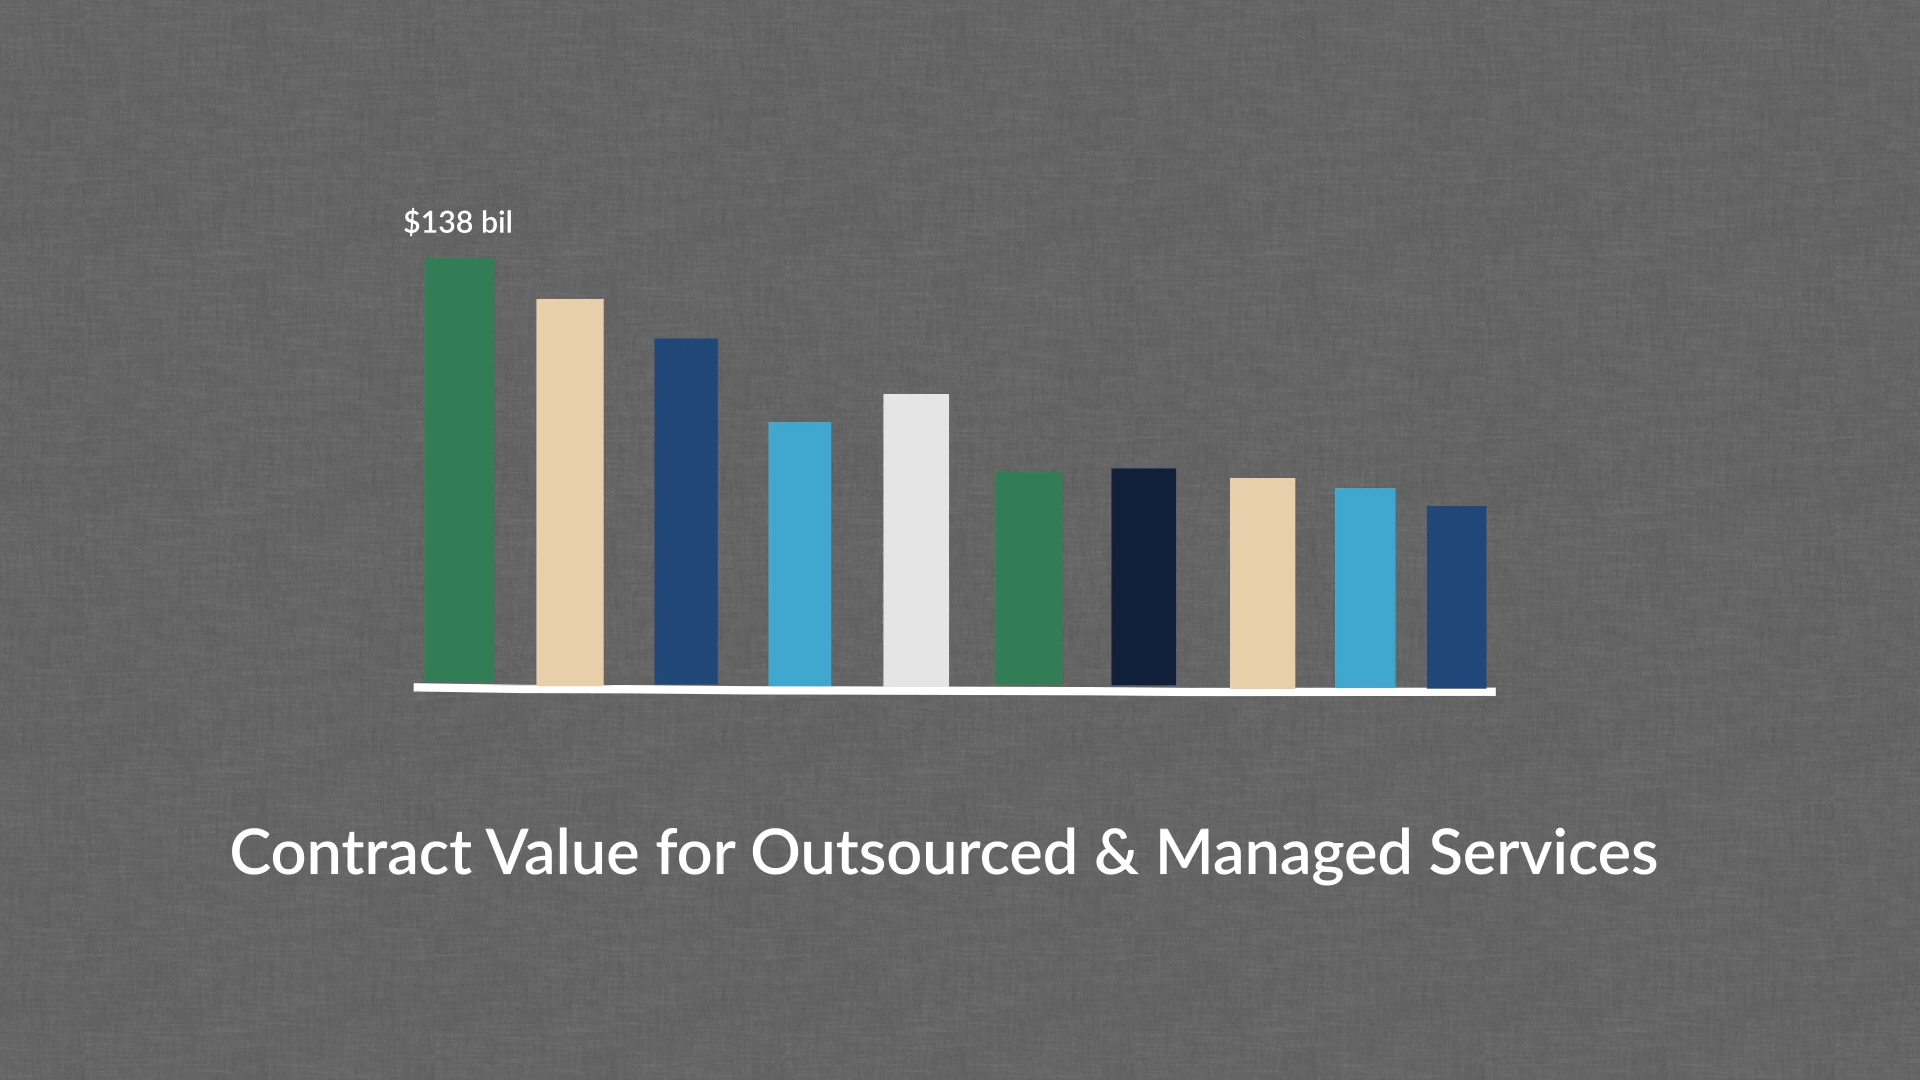 $138 bil
Contract Value for Outsourced & Managed Services